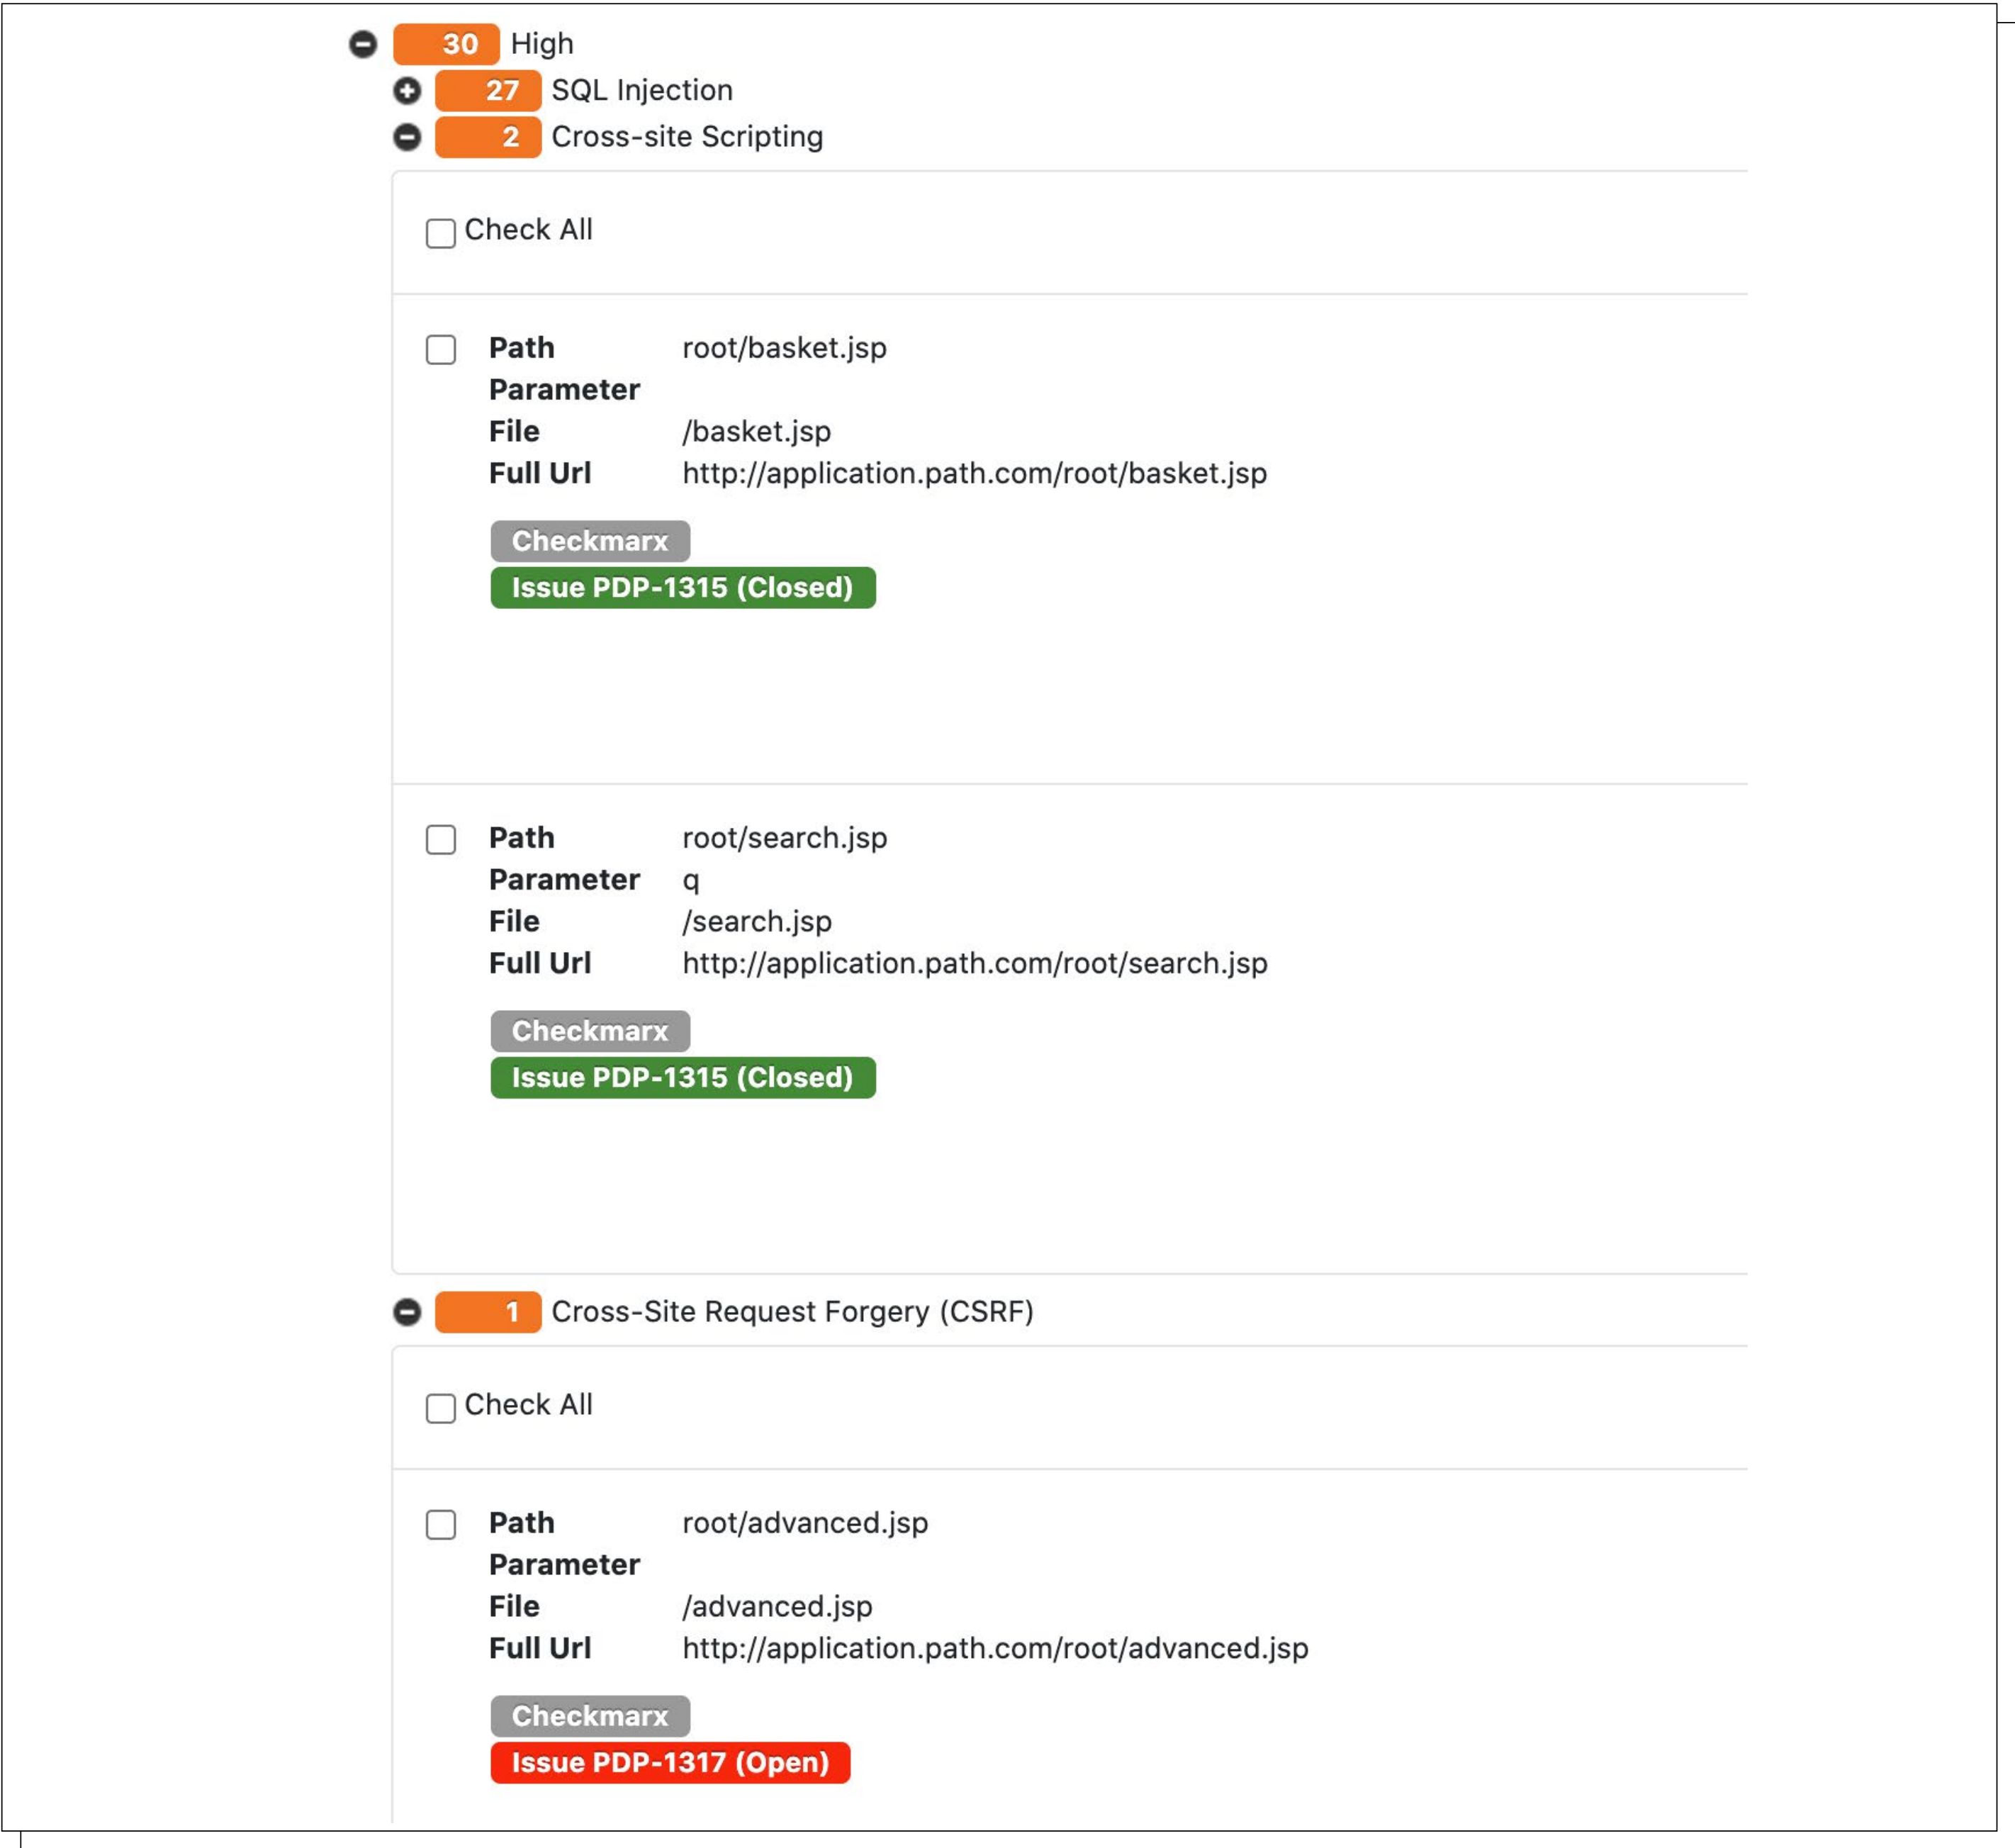 30 High
27 SQL Injection
2 Cross-site Scripting
Check All
Path root/basket.jsp
Parameter
File /basket.jsp
Full Url http://application.path.com/root/basket.jsp
Checkmarx
Issue PDP-1315 (Closed)
Path root/search.jsp
Parameter q
File /search.jsp
Full Url http://application.path.com/root/search.jsp
Checkmarx
Issue PDP-1315 (Closed)
1 Cross-Site Request Forgery (CSRF)
Check All
Path root/advanced.jsp
Parameter
File /advanced.jsp
Full Url http://application.path.com/root/advanced.jsp
Checkmarx
Issue PDP-1317 (Open)